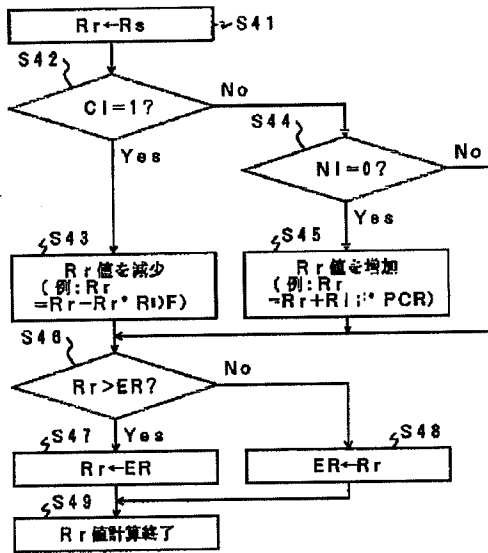 Rr←Rs
S41
S42
CI=1?
No
S44
Yes
NI=0?
No
Yes
S43
S45
Rr値を減少
(例:Rr
=Rr−Rr*
Rr値を増加
(例:Rr
=Rr+
PCR)
S46
Rr>ER?
No
S47
Yes
S48
Rr←ER
ER←Rr
S49
Rr値計算終了